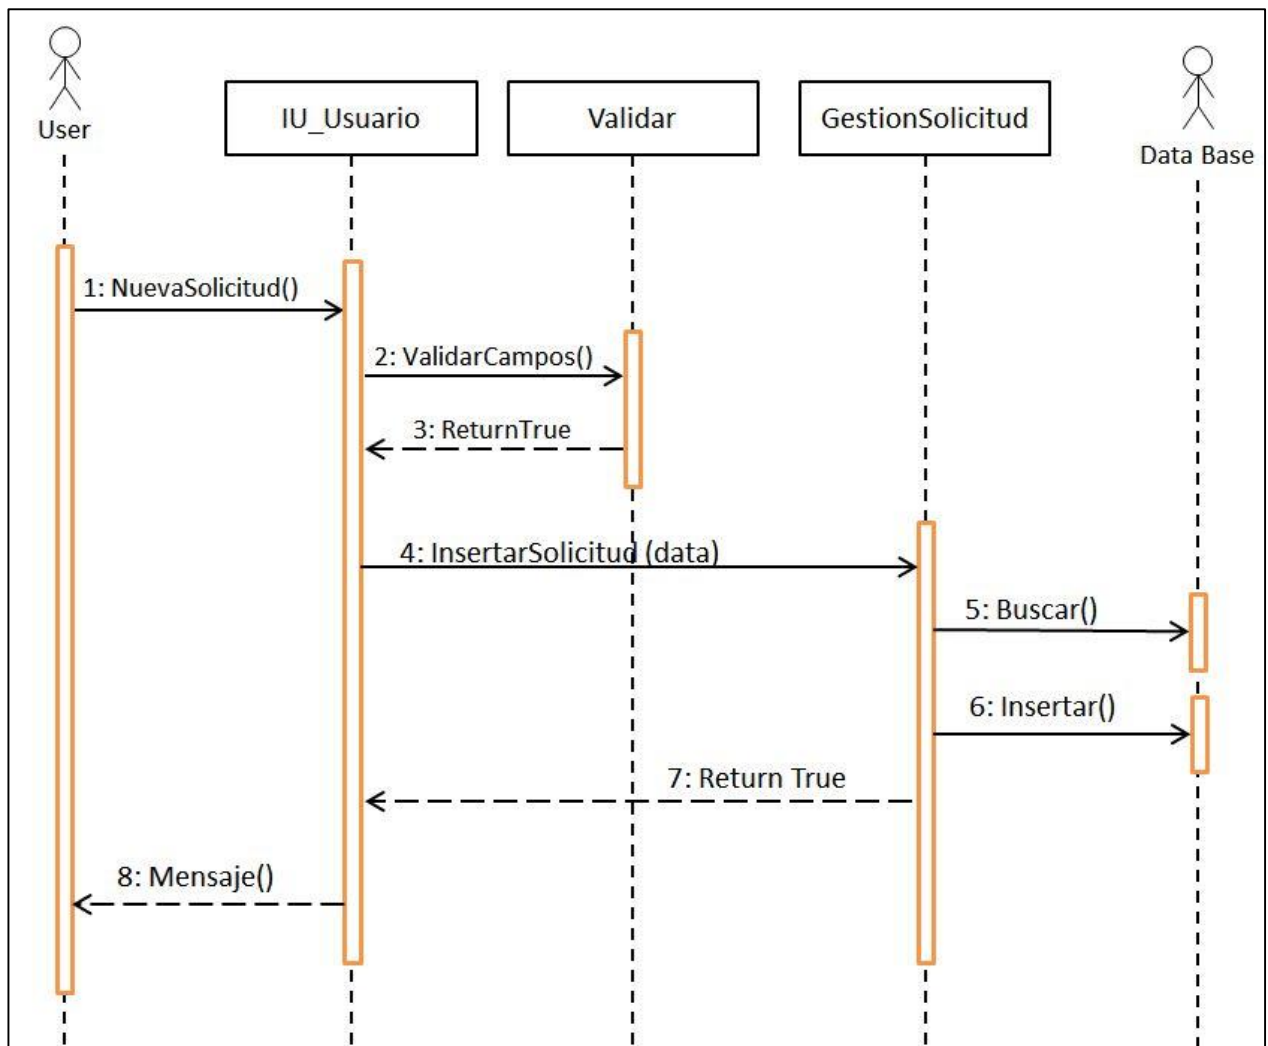 User
IU_Usuario
Validar
GestionSolicitud
Data Base
1: NuevaSolicitud()
2: ValidarCampos()
3: ReturnTrue
4: InsertarSolicitud (data)
5: Buscar()
6: Insertar()
7: Return True
8: Mensaje()